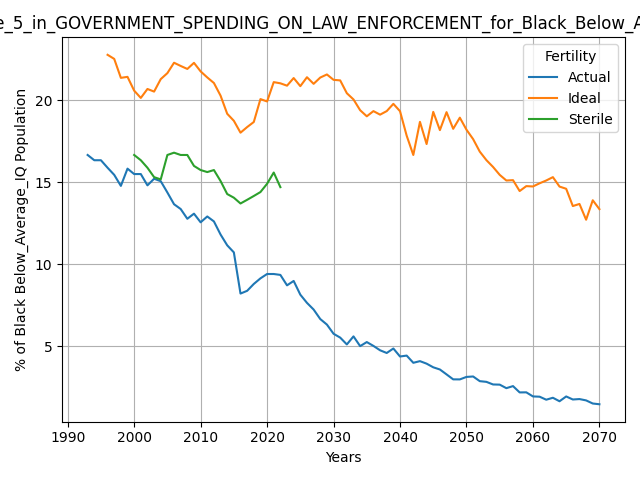 e_5_in_GOVERNMENT_SPENDING_ON_LAW_ENFORCEMENT_for_Black_Below_A
Fertility
Actual
Ideal
Sterile
% of Black Below_Average_IQ Population
20
15
10
5
1990 2000 2010 2020 2030 2040 2050 2060 2070
Years